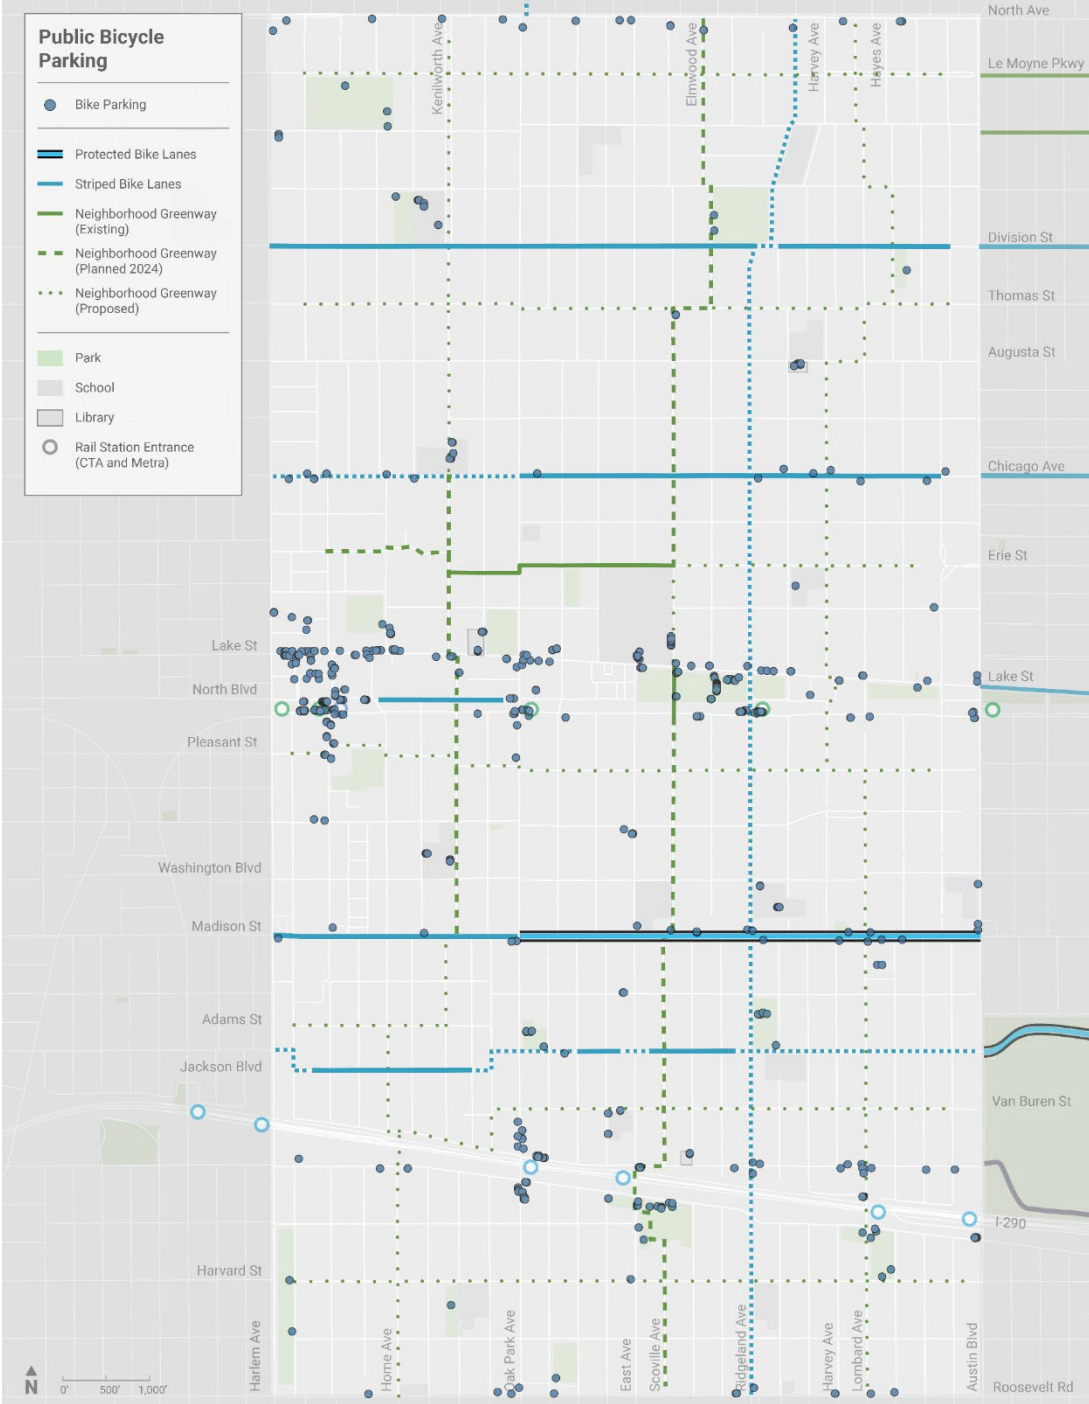 Public Bicycle
Parking
Bike Parking
Protected Bike Lanes
Striped Bike Lanes
Neighborhood Greenway
(Existing)
Neighborhood Greenway
(Planned 2024)
Neighborhood Greenway
(Proposed)
Park
School
Library
Rail Station Entrance
(CTA and Metra)
North Ave
Kenilworth Ave
Elmwood Ave
Harvey Ave
Hayes Ave
Le Moyne Pkwy
Division St
Thomas St
Augusta St
Chicago Ave
Erie St
Lake St
Lake St
North Blvd
Pleasant St
Washington Blvd
Madison St
Adams St
Jackson Blvd
Van Buren St
I-290
Harvard St
Harlem Ave
Home Ave
Oak Park Ave
East Ave
Scoville Ave
Ridgeland Ave
Harvey Ave
Lombard Ave
Austin Blvd
Roosevelt Rd
N
0' 500' 1,000'